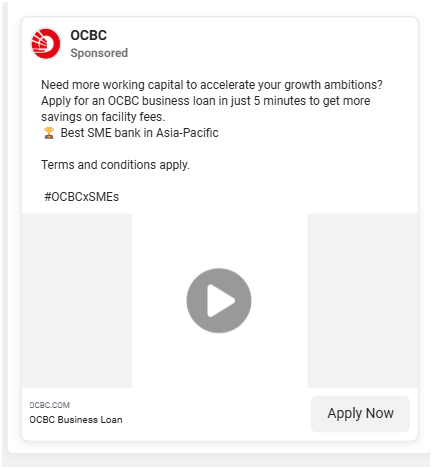 OCBC
Sponsored
Need more working capital to accelerate your growth ambitions?
Apply for an OCBC business loan in just 5 minutes to get more
savings on facility fees.
🏆 Best SME bank in Asia-Pacific
Terms and conditions apply.
#OCBCxSMEs
OCBC.COM
OCBC Business Loan
Apply Now